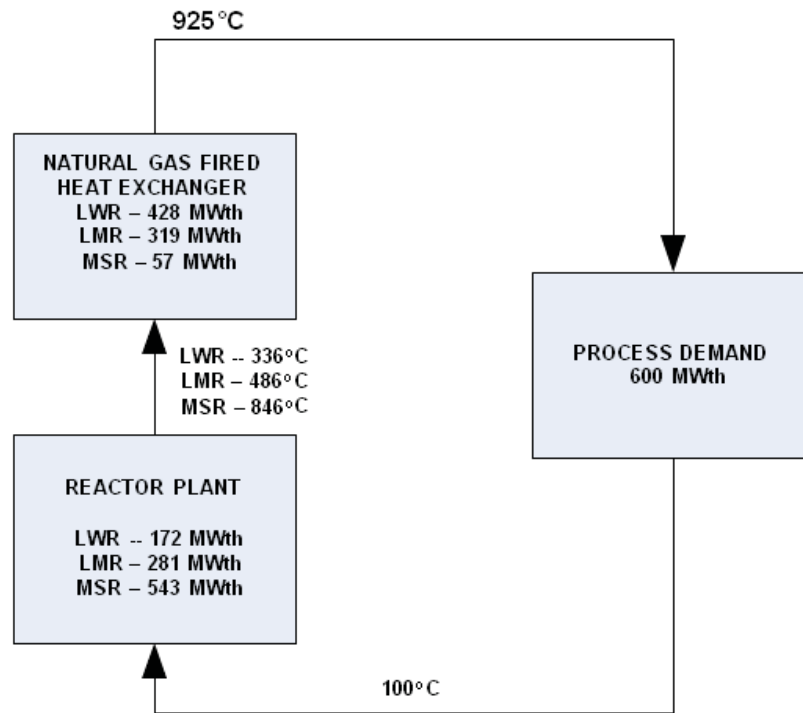 925°C
NATURAL GAS FIRED
HEAT EXCHANGER
LWR – 428 MWth
LMR – 319 MWth
MSR – 57 MWth
LWR -- 336°C
LMR – 486°C
MSR – 846°C
PROCESS DEMAND
600 MWth
REACTOR PLANT
LWR -- 172 MWth
LMR – 281 MWth
MSR – 543 MWth
100°C